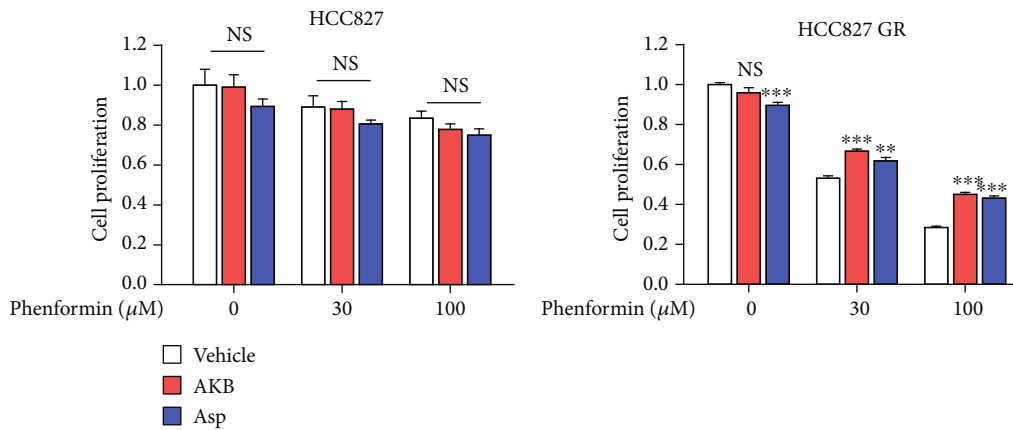 HCC827
NS
NS
NS
1.2
1.0
0.8
0.6
0.4
0.2
0.0
Cell proliferation
Phenformin (μM)
0
30
100
HCC827 GR
NS
***
***
**
***
***
1.2
1.0
0.8
0.6
0.4
0.2
0.0
Cell proliferation
Phenformin (μM)
0
30
100
Vehicle
AKB
Asp